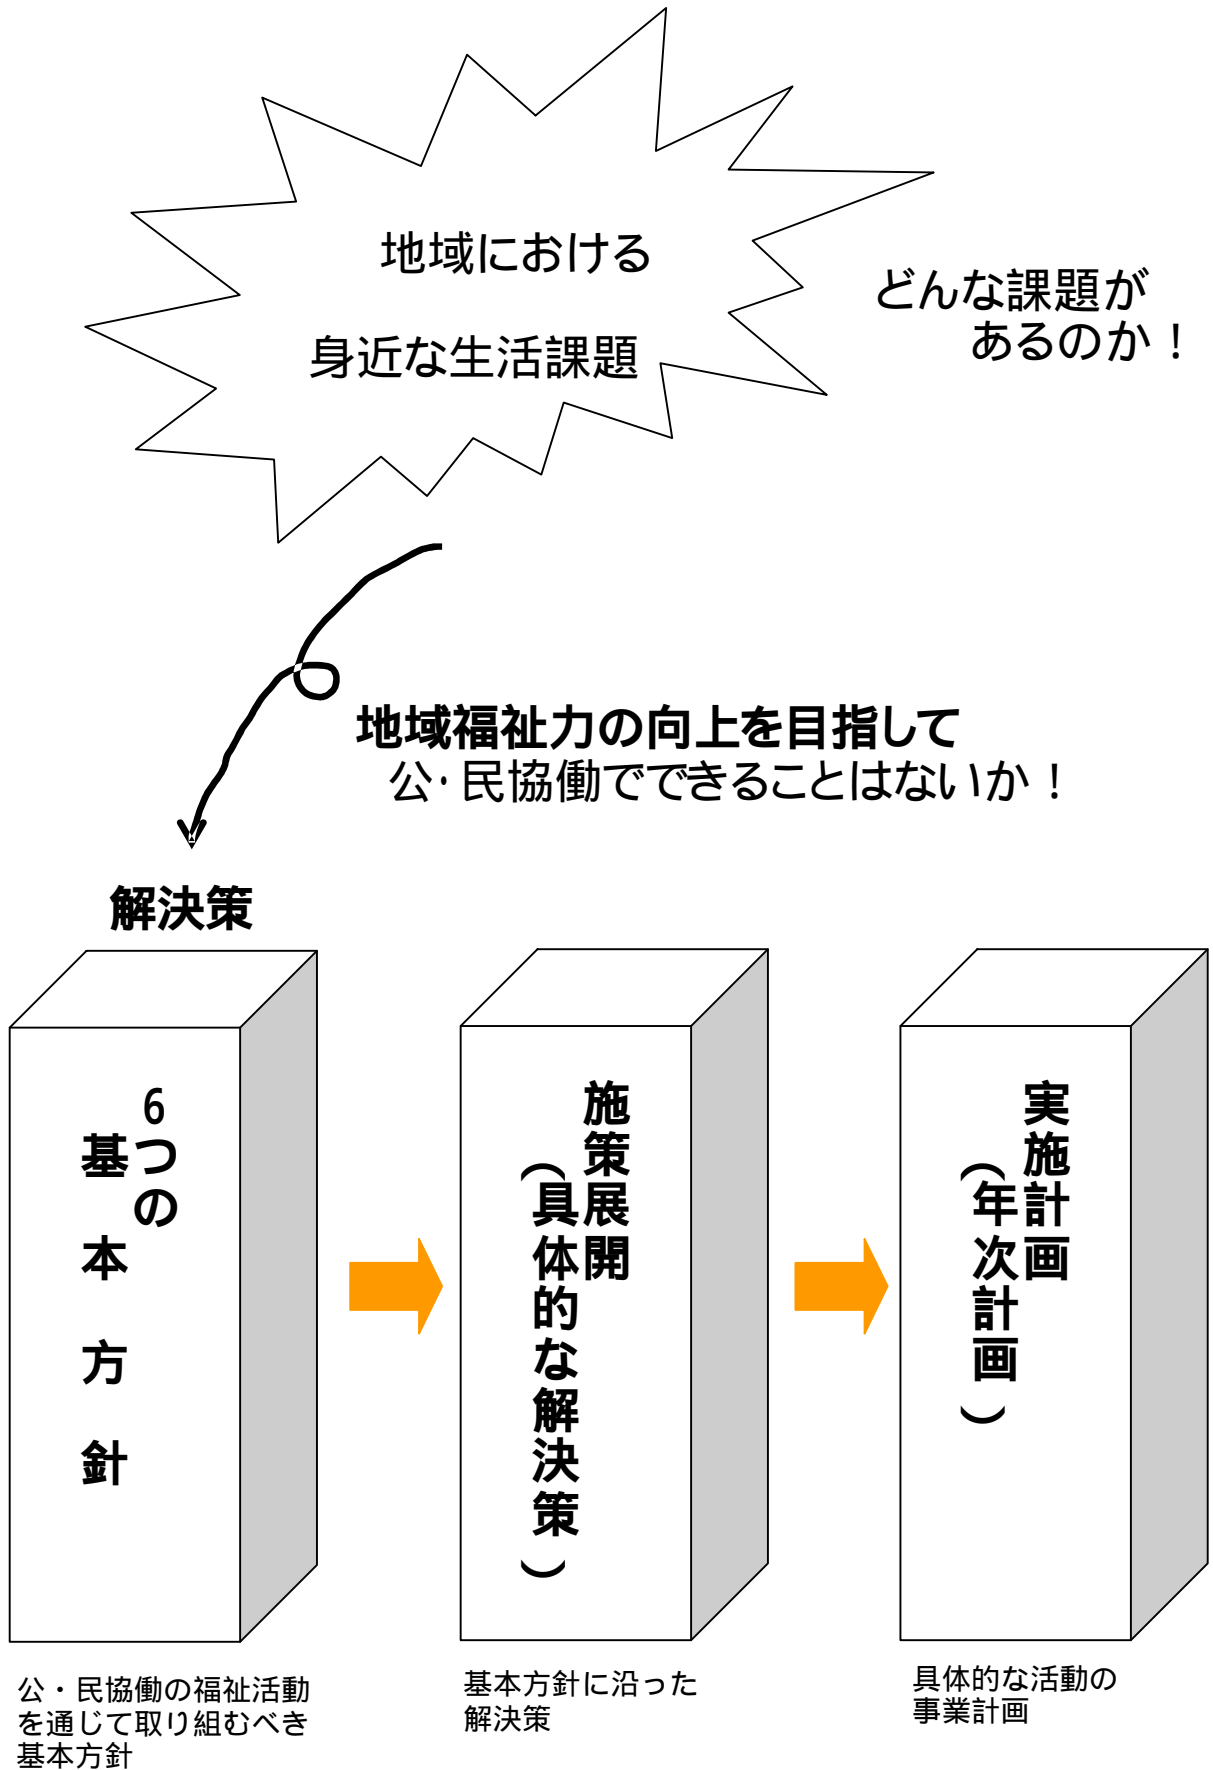 地域における
身近な生活課題
どんな課題が
あるのか！
地域福祉力の向上を目指して
公・民協働でできることはないか！
解決策
6つの
基本方針
施策展開
（具体的な解決策）
実施計画
（年次計画）
公・民協働の福祉活動
を通じて取り組むべき
基本方針
基本方針に沿った
解決策
具体的な活動の
事業計画